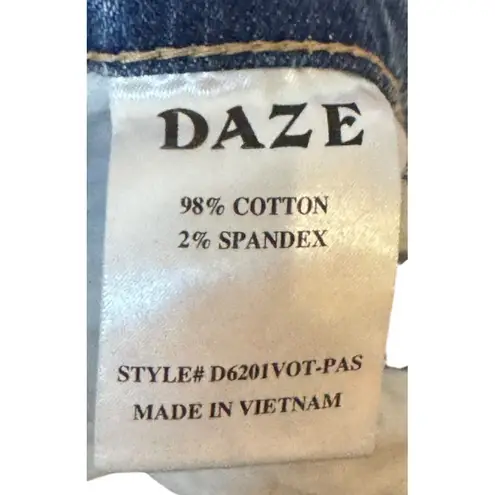 DAZE
98% COTTON
2% SPANDEX
STYLE# D6201VOT-PAS
MADE IN VIETNAM